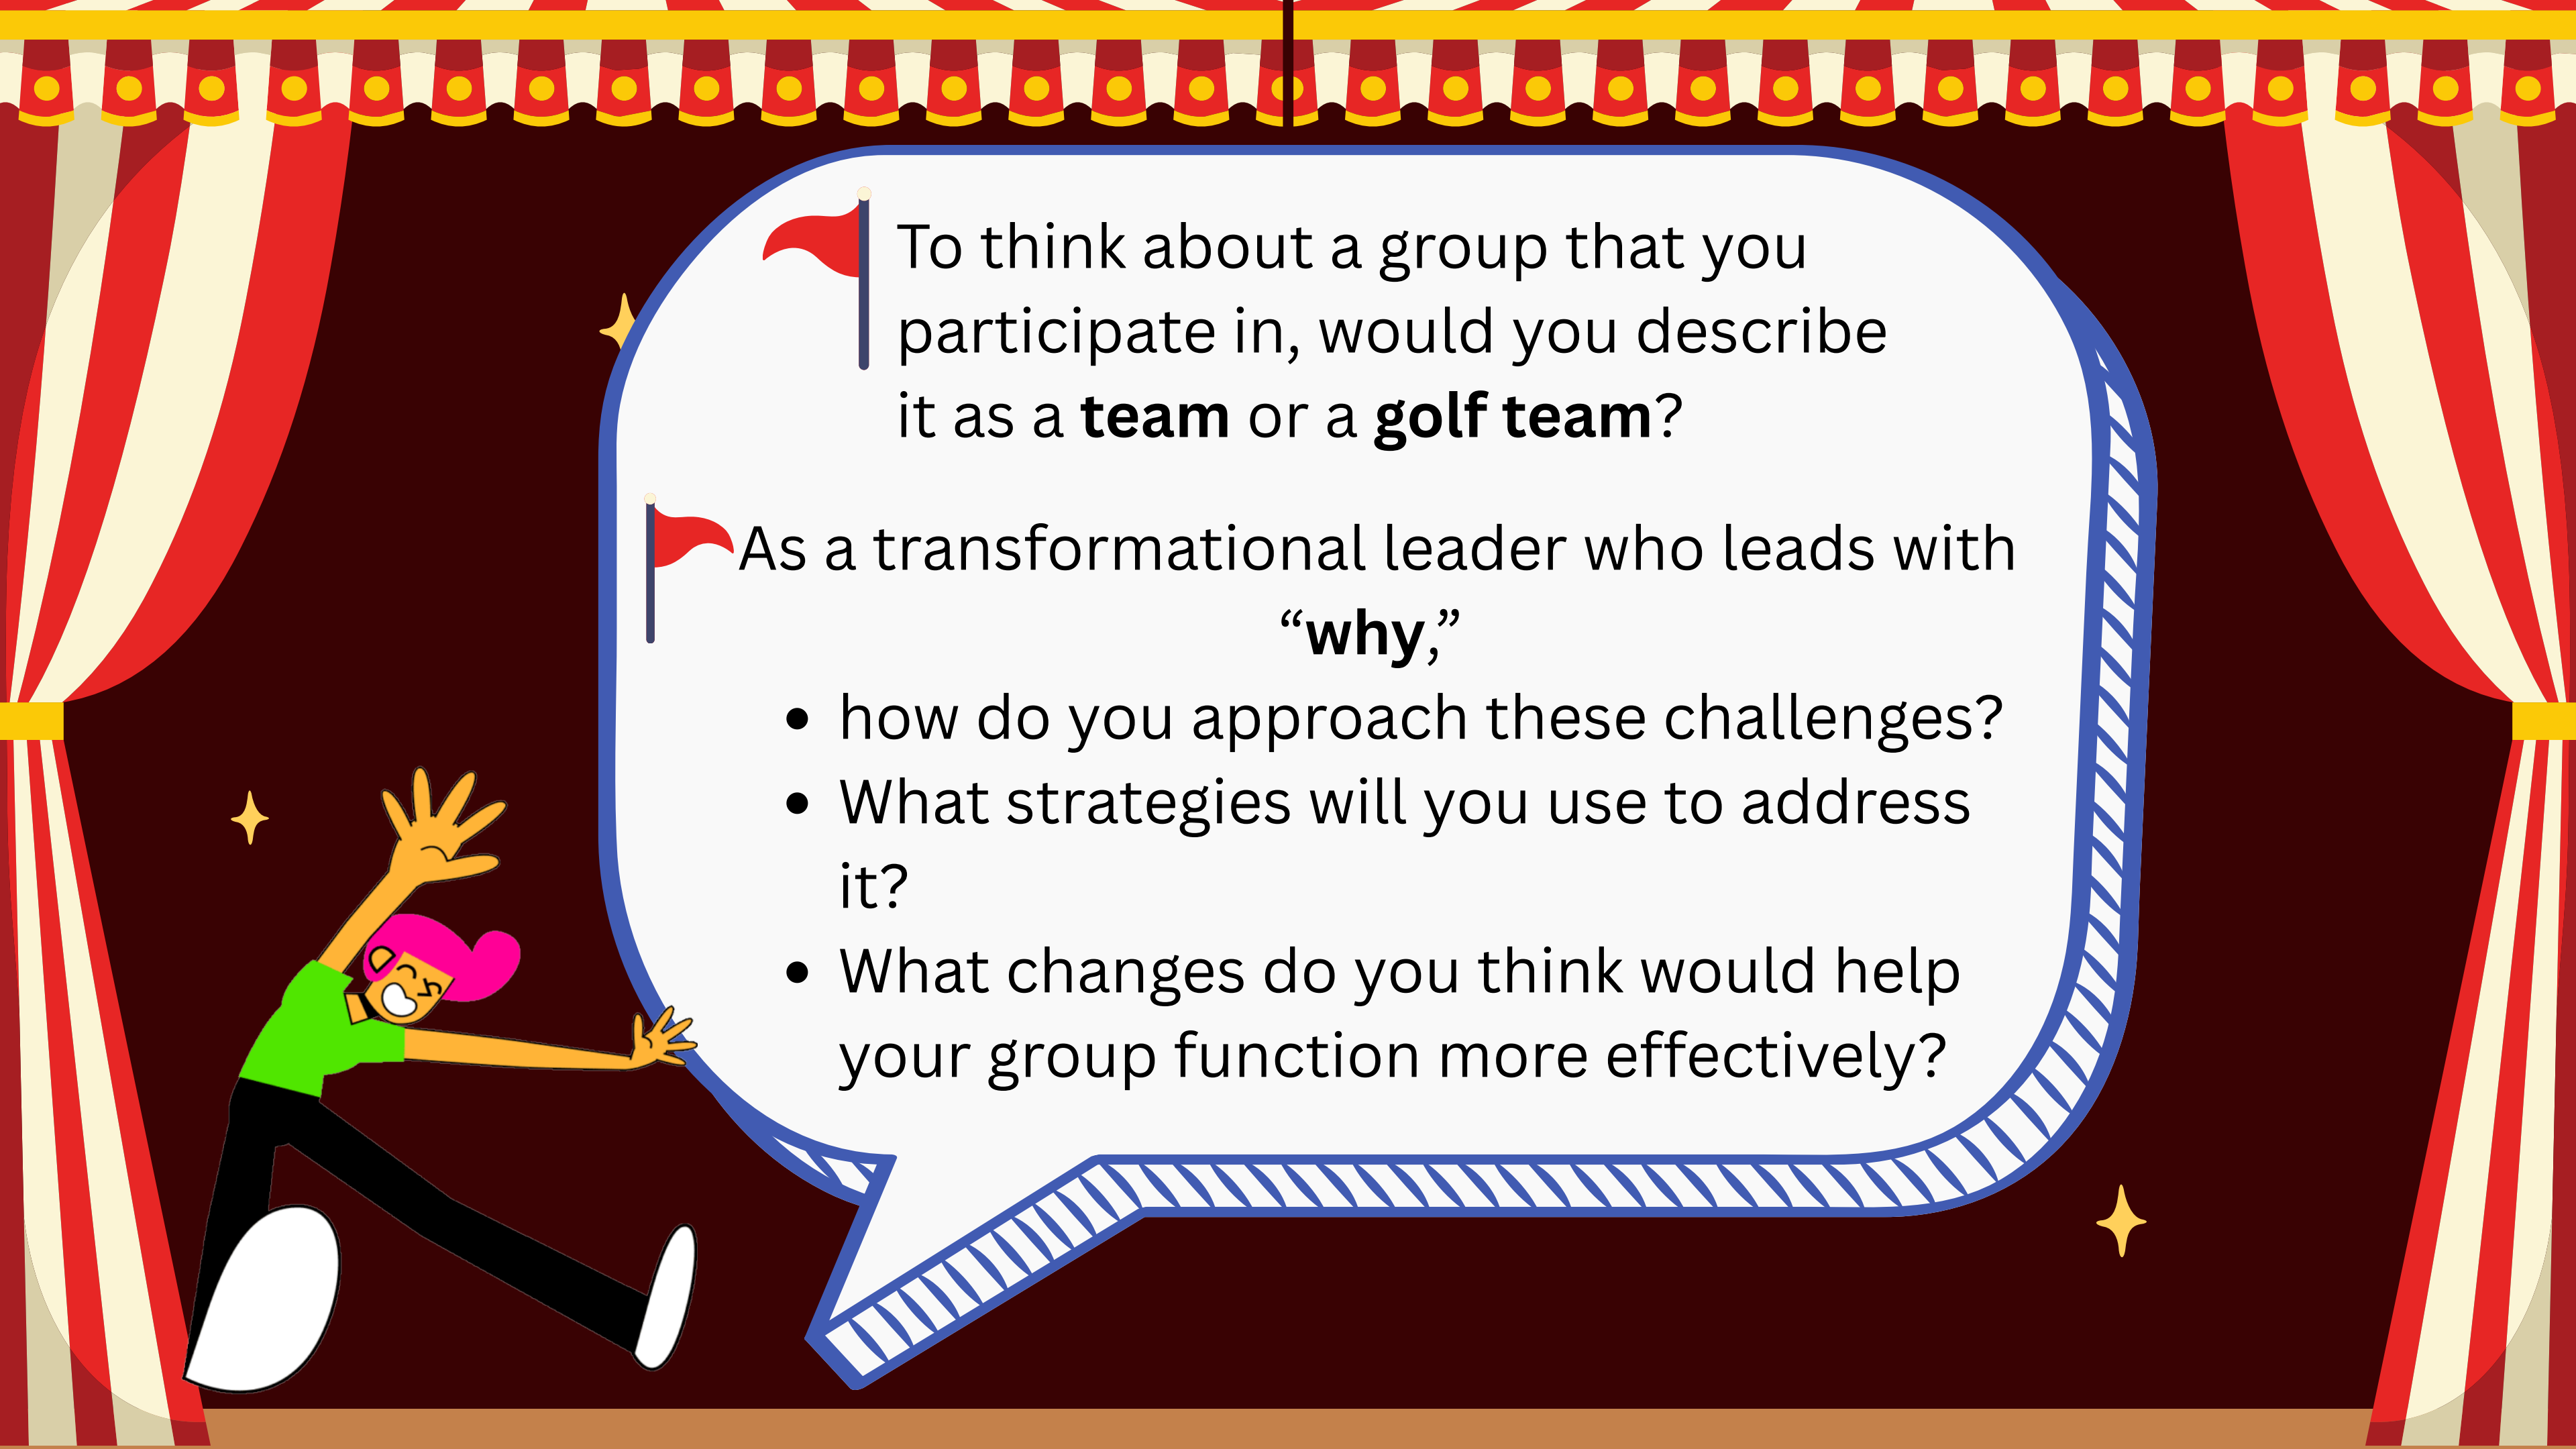 To think about a group that you
participate in, would you describe
it as a team or a golf team?
As a transformational leader who leads with
“why,”
• how do you approach these challenges?
• What strategies will you use to address
it?
• What changes do you think would help
your group function more effectively?